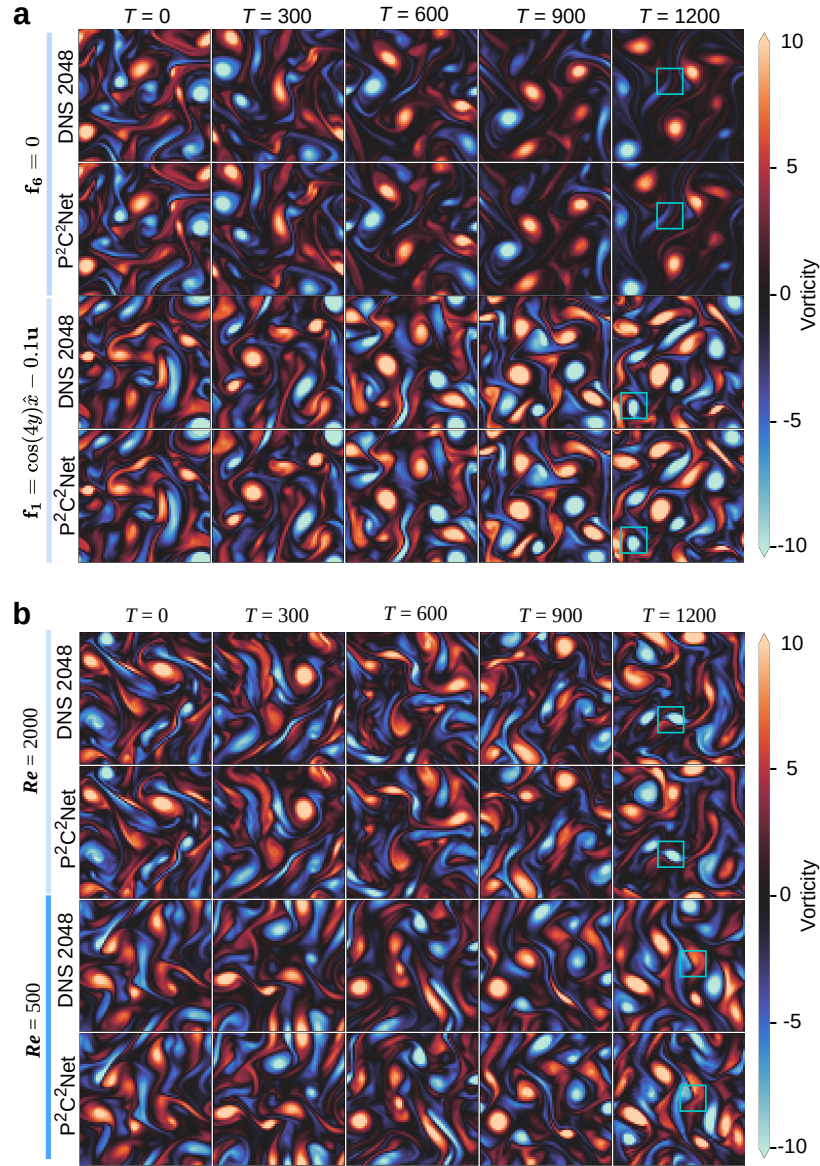 a
T = 0 T = 300 T = 600 T = 900 T = 1200
f₆ = 0
DNS 2048
P²C²Net
f₁ = cos(4y)x̂ − 0.1u
DNS 2048
P²C²Net
10
5
0
-5
-10
Vorticity
b
T = 0 T = 300 T = 600 T = 900 T = 1200
Re = 2000
DNS 2048
P²C²Net
Re = 500
DNS 2048
P²C²Net
10
5
0
-5
-10
Vorticity